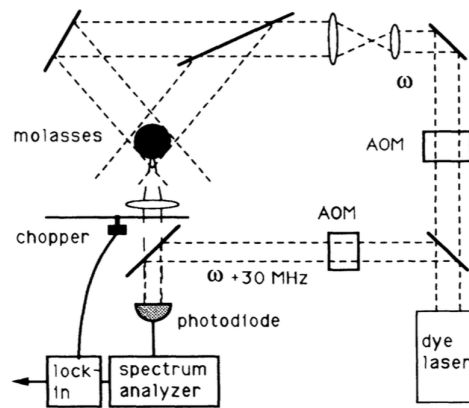 ω
molasses
AOM
AOM
chopper
ω +30 MHz
photodiode
dye
laser
lock-
in
spectrum
analyzer